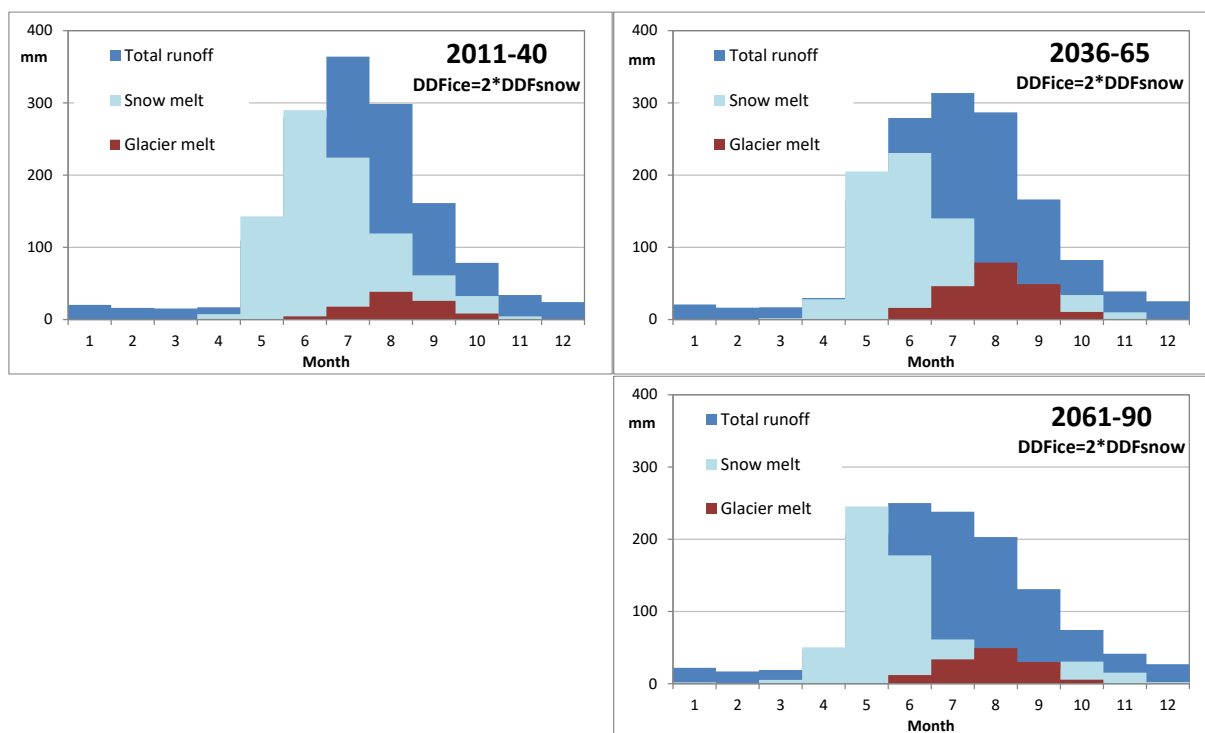 400
mm
300
200
100
0
Total runoff
Snow melt
Glacier melt
2011-40
DDFice=2*DDFsnow
1 2 3 4 5 6 7 8 9 10 11 12
Month
400
mm
300
200
100
0
Total runoff
Snow melt
Glacier melt
2036-65
DDFice=2*DDFsnow
1 2 3 4 5 6 7 8 9 10 11 12
Month
400
mm
300
200
100
0
Total runoff
Snow melt
Glacier melt
2061-90
DDFice=2*DDFsnow
1 2 3 4 5 6 7 8 9 10 11 12
Month